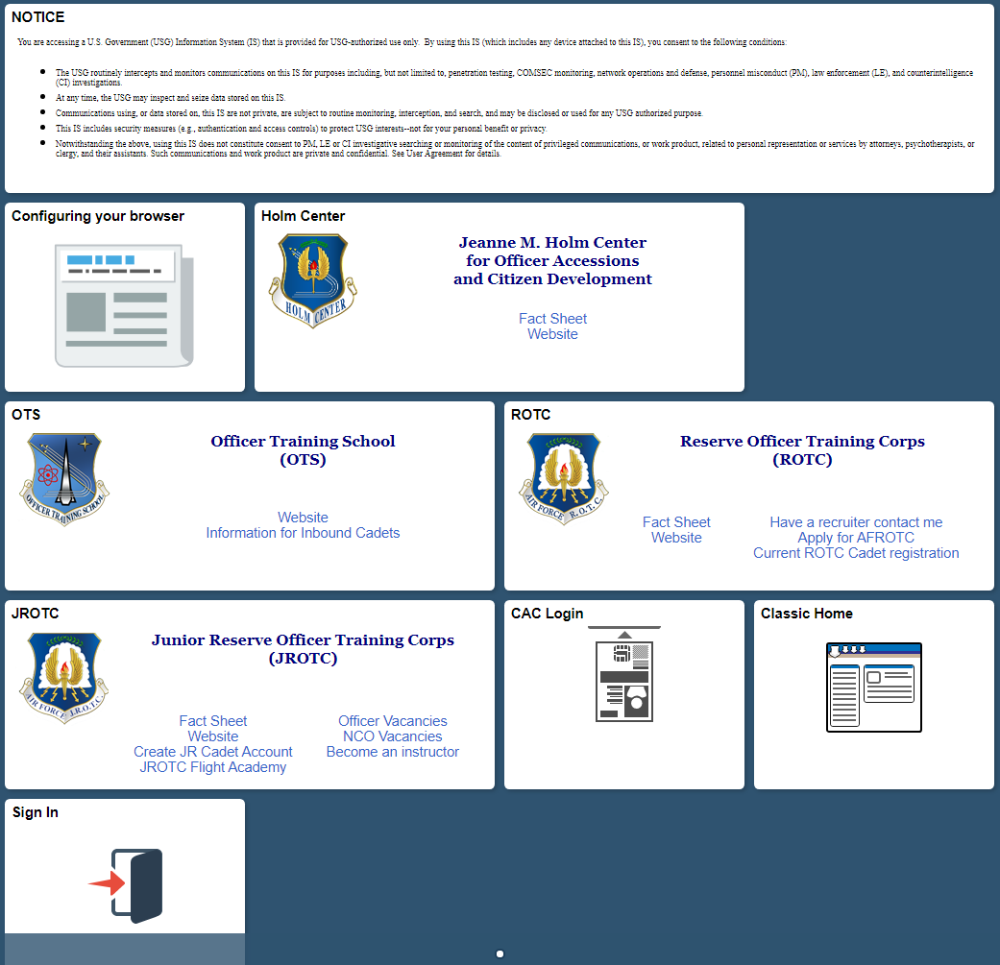 NOTICE
You are accessing a U.S. Government (USG) Information System (IS) that is provided for USG-authorized use only. By using this IS (which includes any device attached to this IS), you consent to the following conditions:
The USG routinely intercepts and monitors communications on this IS for purposes including, but not limited to, penetration testing, COMSEC monitoring, network operations and defense, personnel misconduct (PM), law enforcement (LE), and counterintelligence
(CI) investigations.
At any time, the USG may inspect and seize data stored on this IS.
Communications using, or data stored on, this IS are not private, are subject to routine monitoring, interception, and search, and may be disclosed or used for any USG authorized purpose.
This IS includes security measures (e.g., authentication and access controls) to protect USG interests--not for your personal benefit or privacy.
Notwithstanding the above, using this IS does not constitute consent to PM, LE or CI investigative searching or monitoring of the content of privileged communications, or work product, related to personal representation or services by attorneys, psychotherapists, or
clergy, and their assistants. Such communications and work product are private and confidential. See User Agreement for details.
Configuring your browser
Holm Center
HOLM CENTER
Jeanne M. Holm Center
for Officer Accessions
and Citizen Development
Fact Sheet
Website
OTS
OFFICER TRAINING SCHOOL
Officer Training School
(OTS)
Website
Information for Inbound Cadets
ROTC
AIR FORCE R.O.T.C.
Reserve Officer Training Corps
(ROTC)
Fact Sheet
Website
Have a recruiter contact me
Apply for AFROTC
Current ROTC Cadet registration
JROTC
AIR FORCE J.R.O.T.C.
Junior Reserve Officer Training Corps
(JROTC)
Fact Sheet
Website
Create JR Cadet Account
JROTC Flight Academy
Officer Vacancies
NCO Vacancies
Become an instructor
CAC Login
Classic Home
Sign In